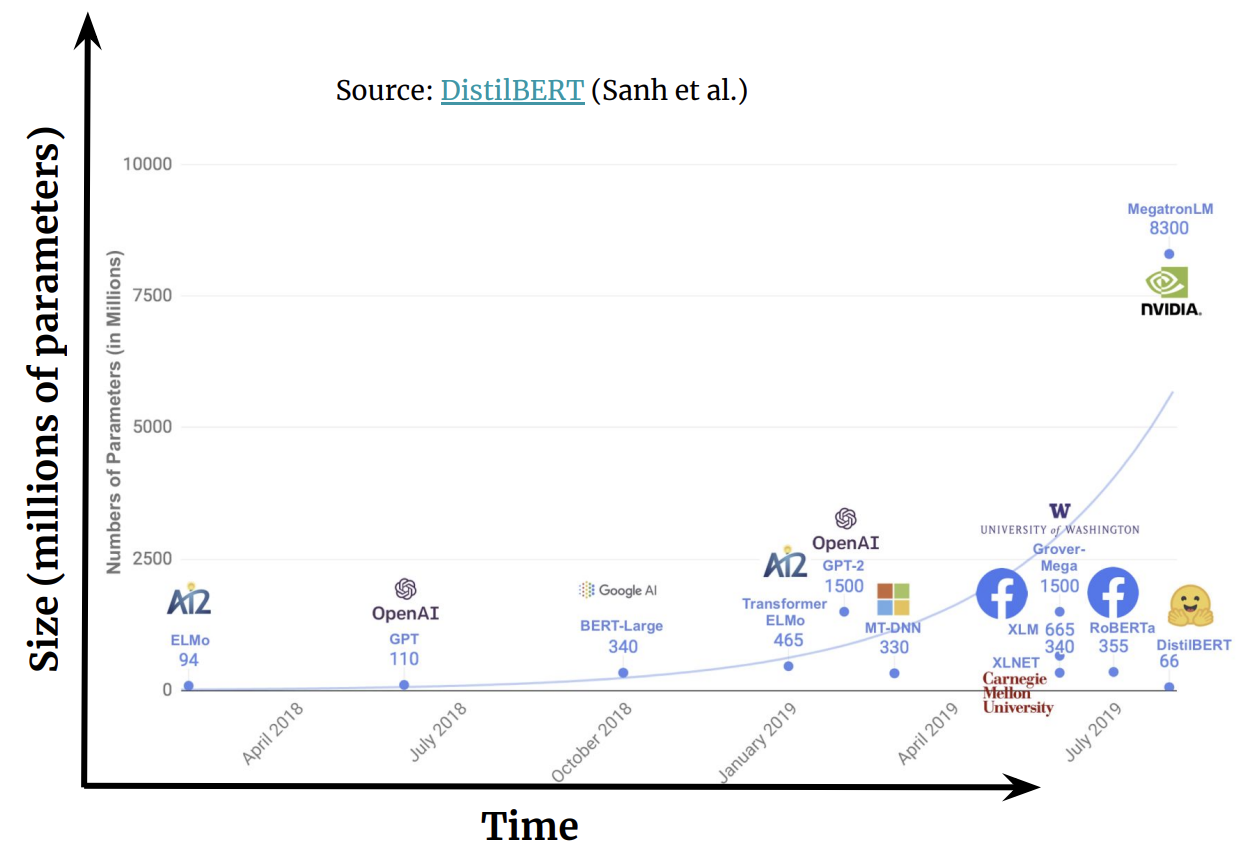 Source: DistilBERT (Sanh et al.)
Size (millions of parameters)
Numbers of Parameters (in Millions)
10000
7500
5000
2500
0
MegatronLM
8300
NVIDIA.
AI2
ELMo
94
OpenAI
GPT
110
Google AI
BERT-Large
340
AI2
Transformer
ELMo
465
OpenAI
GPT-2
1500
MT-DNN
330
W
UNIVERSITY of WASHINGTON
Grover-
Mega
1500
XLM 665
340
XLNET
Carnegie
Mellon
University
RoBERTa
355
DistilBERT
66
April 2018
July 2018
October 2018
January 2019
April 2019
July 2019
Time